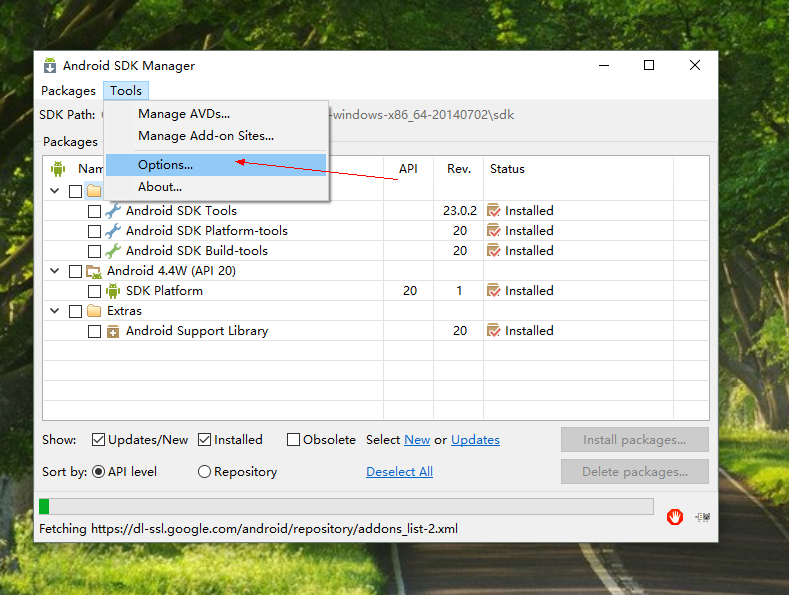 Android SDK Manager
Packages Tools
SDK Path: -windows-x86_64-20140702\sdk
Manage AVDs...
Manage Add-on Sites...
Options...
About...
Packages
API Rev. Status
Android SDK Tools 23.0.2 Installed
Android SDK Platform-tools 20 Installed
Android SDK Build-tools 20 Installed
Android 4.4W (API 20)
SDK Platform 20 1 Installed
Extras
Android Support Library 20 Installed
Show: Updates/New Installed Obsolete Select New or Updates Install packages...
Sort by: API level Repository Deselect All Delete packages...
Fetching https://dl-ssl.google.com/android/repository/addons_list-2.xml